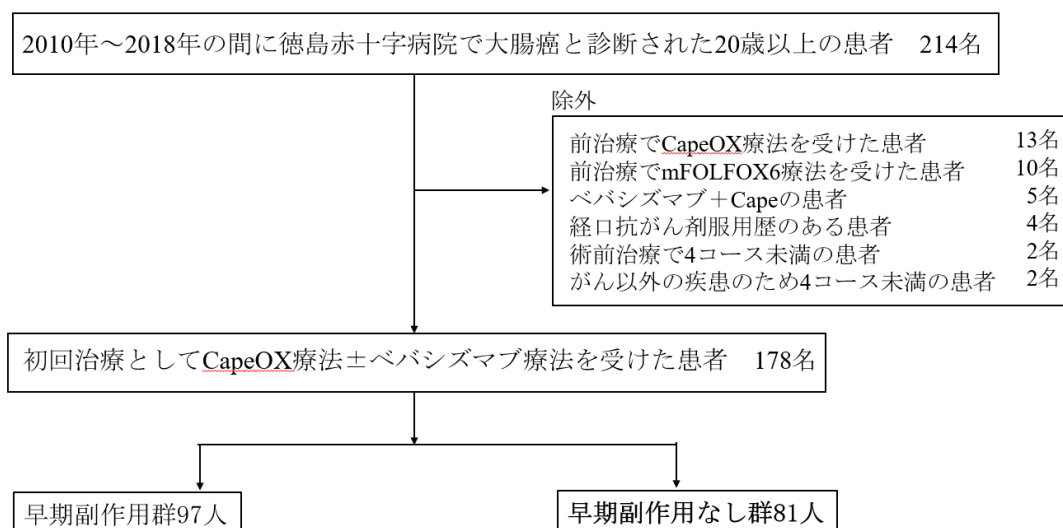 2010年～2018年の間に徳島赤十字病院で大腸癌と診断された20歳以上の患者　214名
除外
前治療でCapeOX療法を受けた患者　13名
前治療でmFOLFOX6療法を受けた患者　10名
ベバシズマブ＋Capeの患者　5名
経口抗がん剤服用歴のある患者　4名
術前治療で4コース未満の患者　2名
がん以外の疾患のため4コース未満の患者　2名
初回治療としてCapeOX療法±ベバシズマブ療法を受けた患者　178名
早期副作用群97人
早期副作用なし群81人